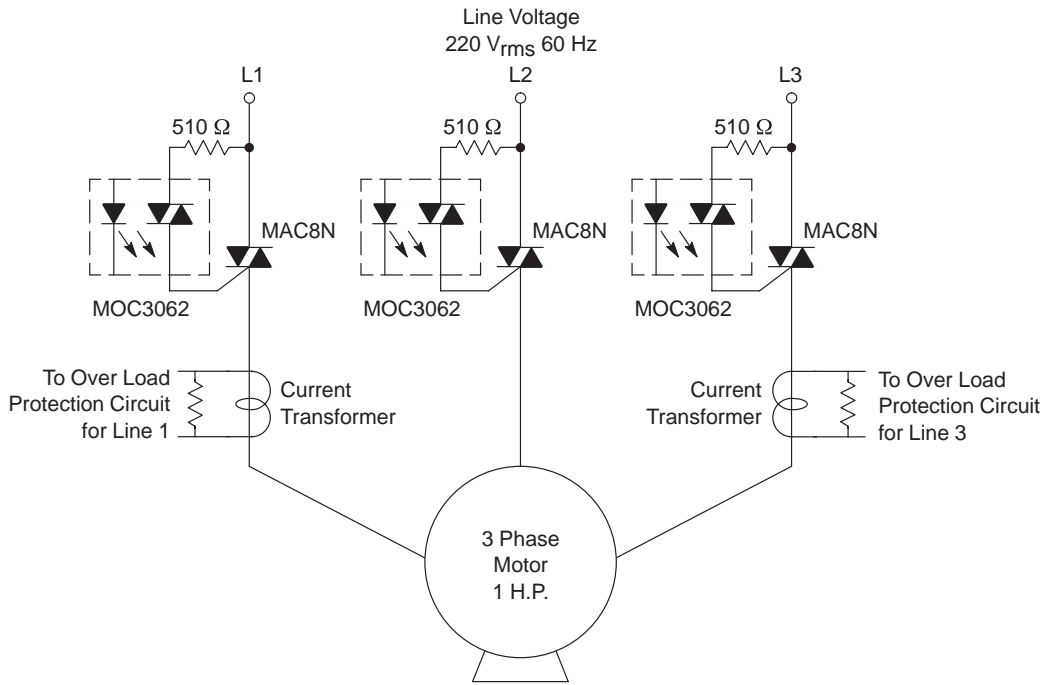 Line Voltage
220 Vrms 60 Hz
L1
L2
L3
510 Ω
510 Ω
510 Ω
MAC8N
MAC8N
MAC8N
MOC3062
MOC3062
MOC3062
To Over Load
Protection Circuit
for Line 1
Current
Transformer
Current
Transformer
To Over Load
Protection Circuit
for Line 3
3 Phase
Motor
1 H.P.